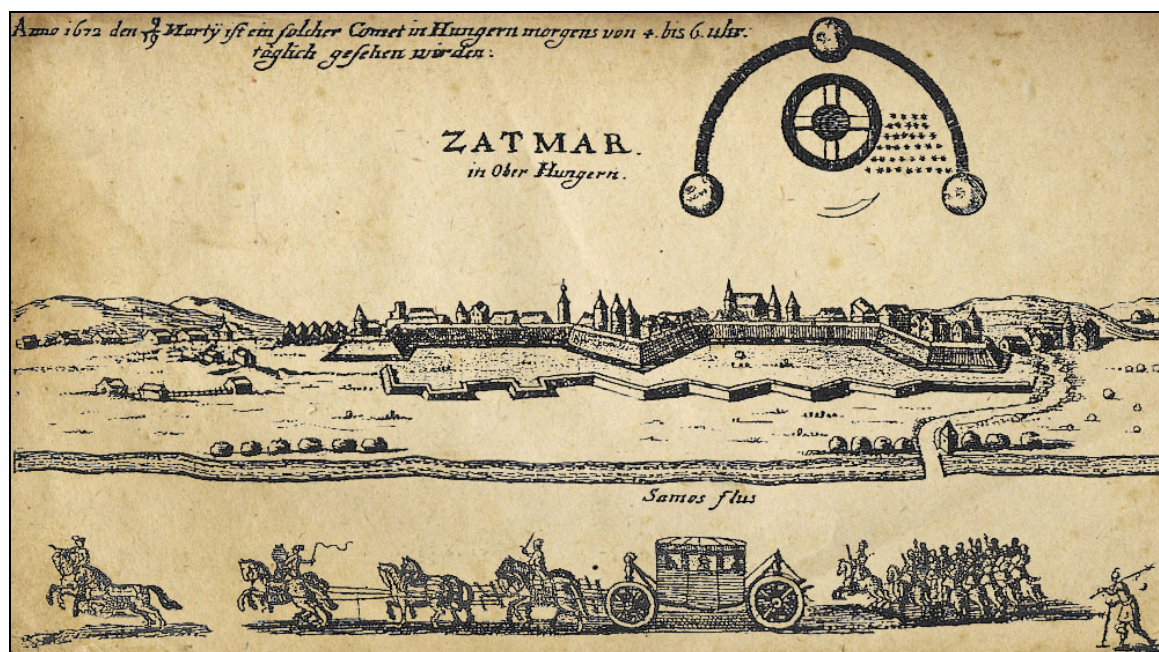 Anno 1672 den 9/19 Martÿ ist ein solcher Comet in Hungern morgens von 4. bis 6. uhr.
täglich gesehen worden:
ZATMAR.
in Ober Hungern.
Samos flus